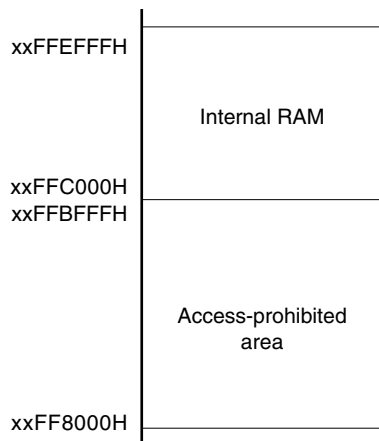 xxFFEFFFH
Internal RAM
xxFFC000H
xxFFBFFFH
Access-prohibited
area
xxFF8000H